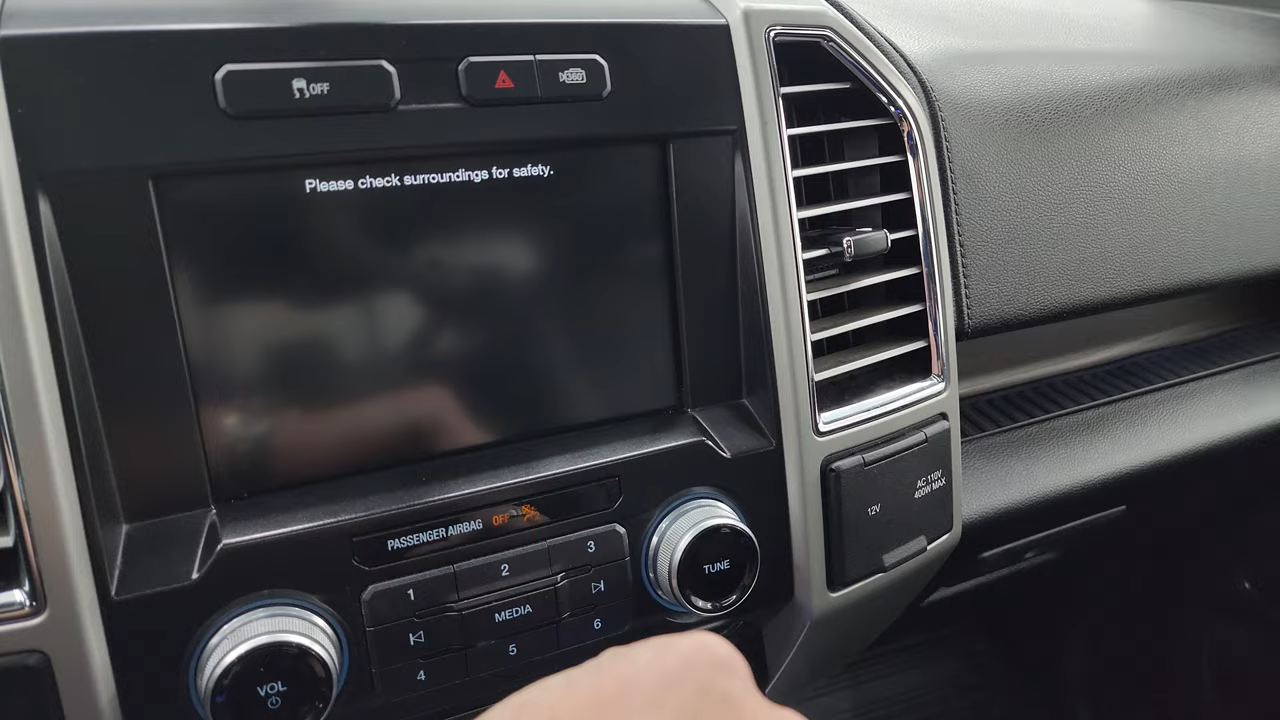 OFF
360°
Please check surroundings for safety.
PASSENGER AIRBAG OFF
1
2
3
MEDIA
4
5
6
VOL
TUNE
12V
AC 110V
400W MAX